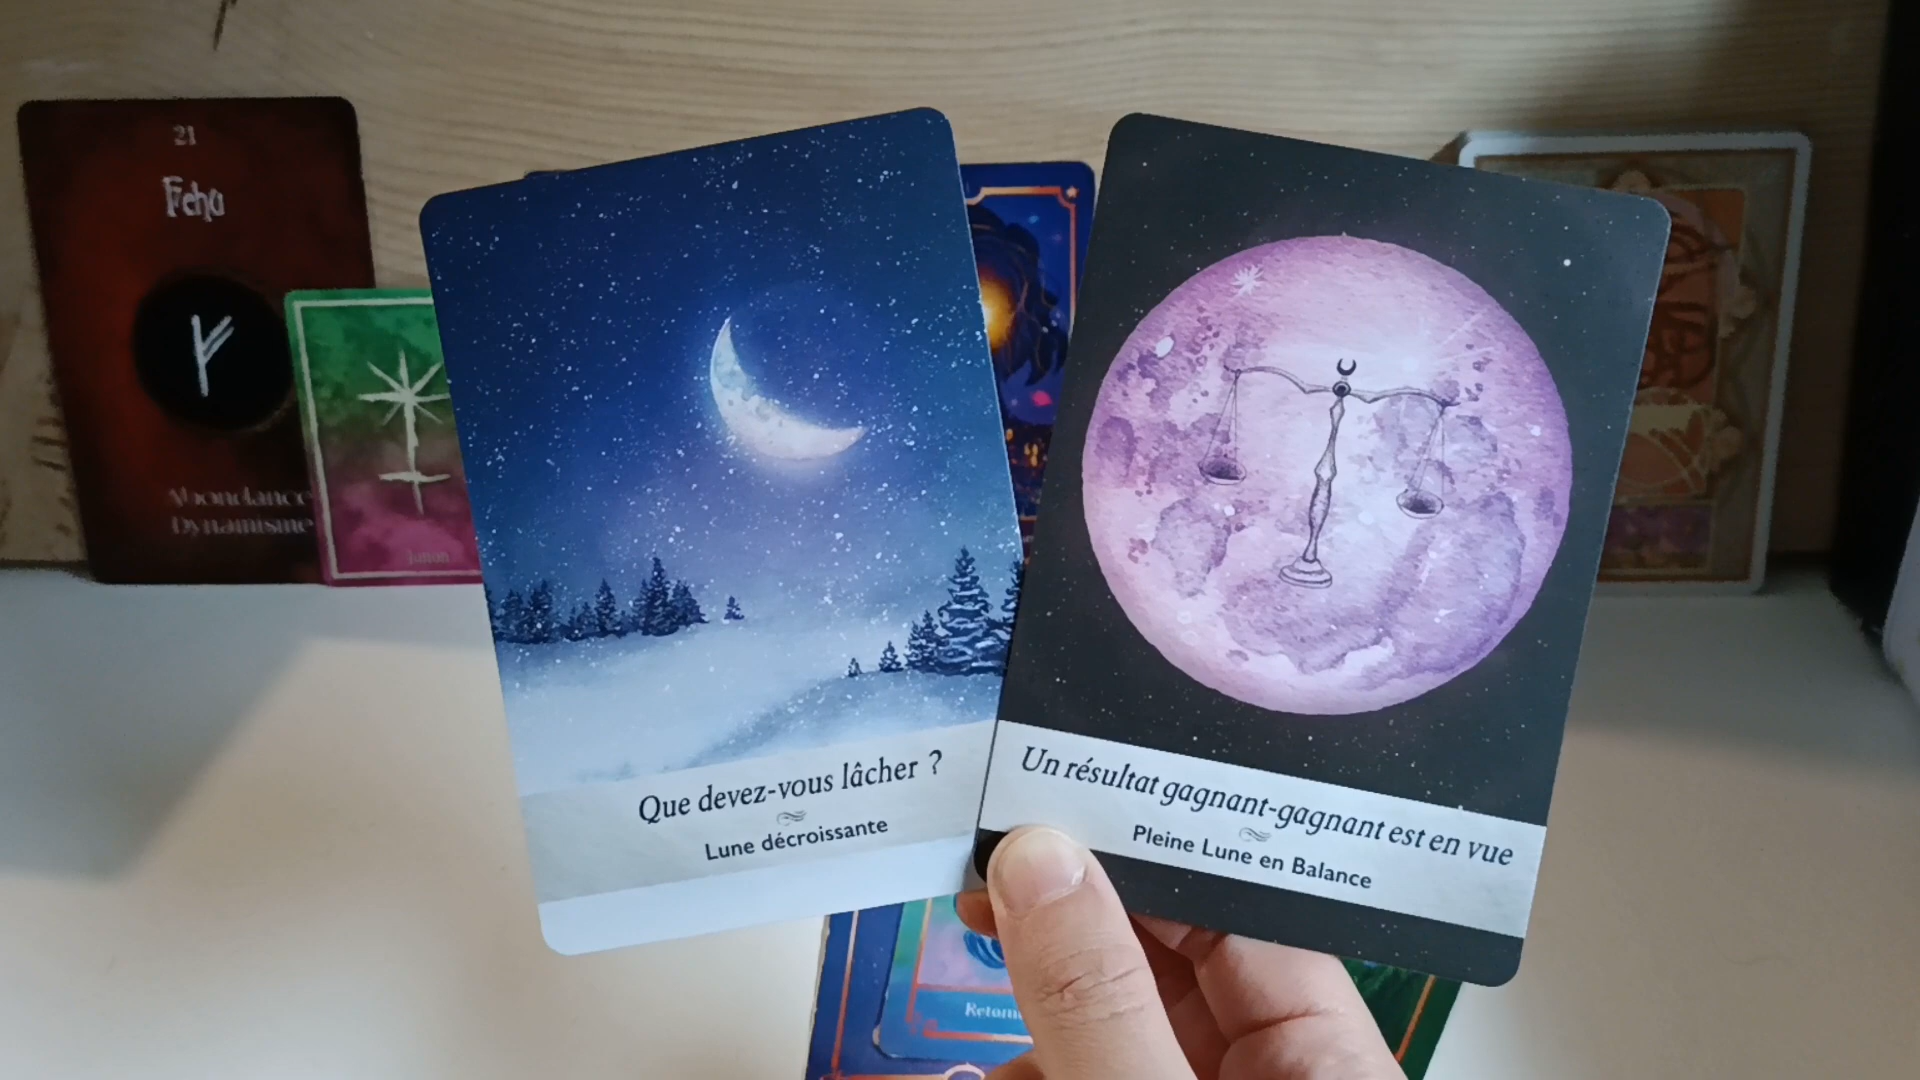 21
Fehu
Abondance
Dynamisme
Junon
Que devez-vous lâcher ?
Lune décroissante
Un résultat gagnant-gagnant est en vue
Pleine Lune en Balance